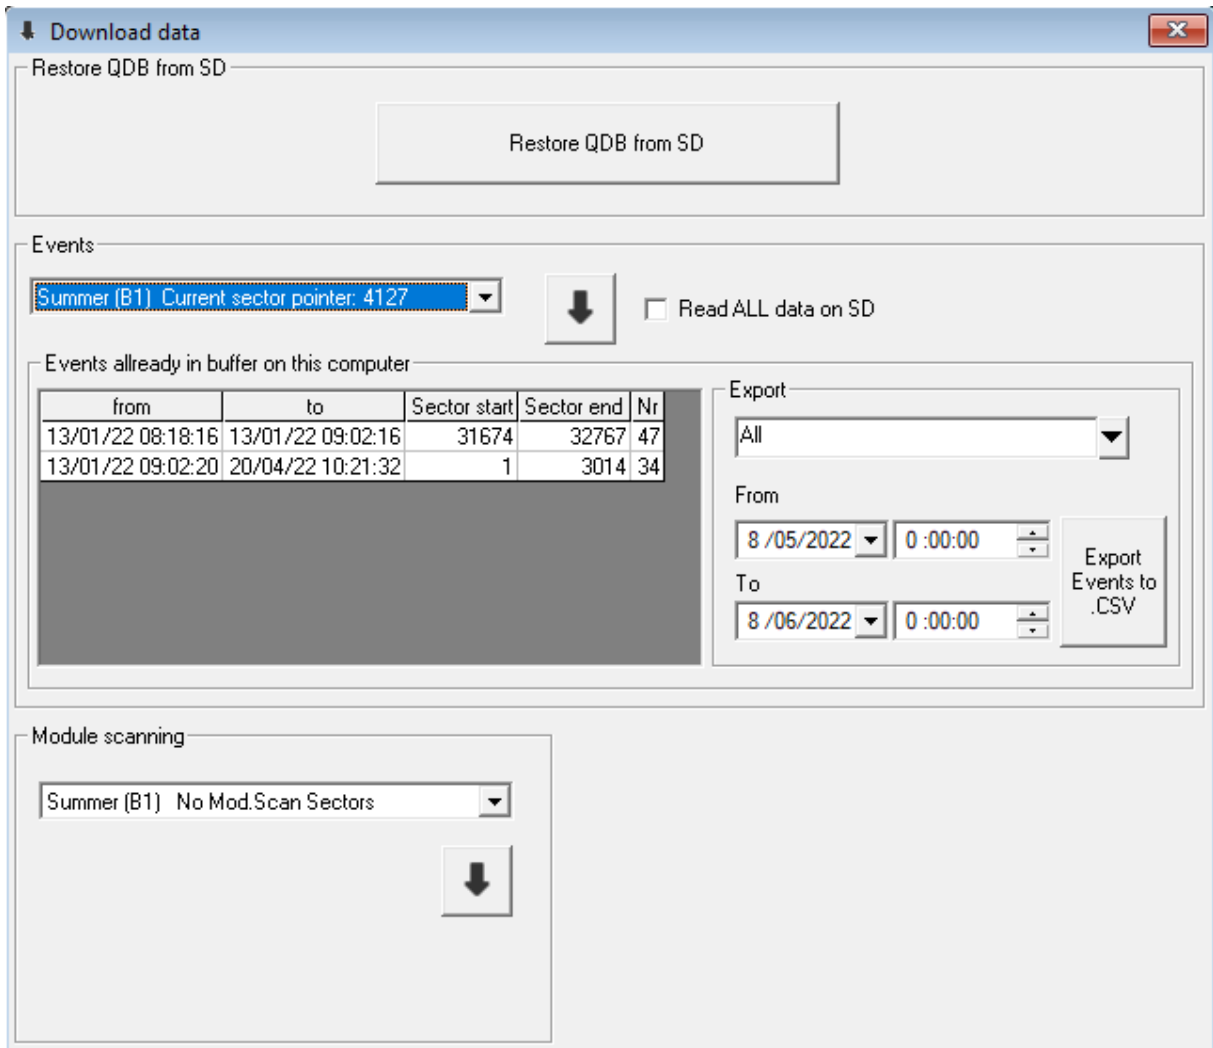 Download data
Restore QDB from SD
Restore QDB from SD
Events
Summer (B1) Current sector pointer: 4127
Read ALL data on SD
Events allready in buffer on this computer
from to Sector start Sector end Nr
13/01/22 08:18:16 13/01/22 09:02:16 31674 32767 47
13/01/22 09:02:20 20/04/22 10:21:32 1 3014 34
Export
All
From
8 /05/2022 0 :00:00
To
8 /06/2022 0 :00:00
Export
Events to
.CSV
Module scanning
Summer (B1) No Mod.Scan Sectors